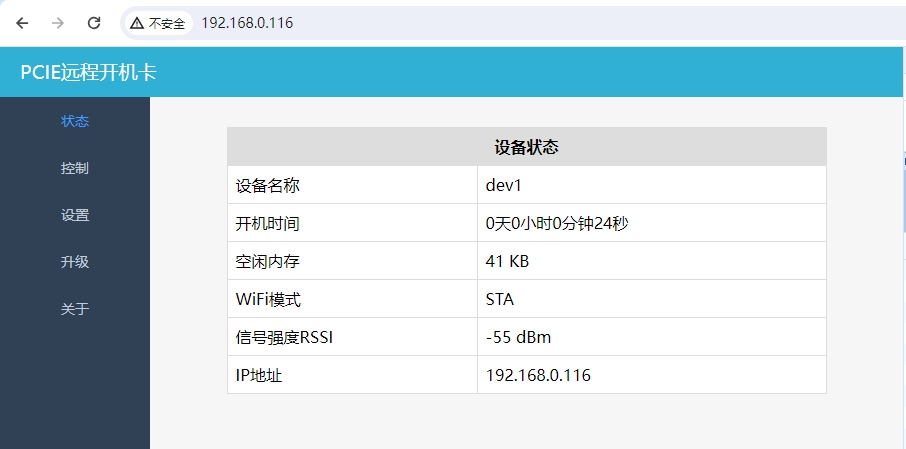 不安全 192.168.0.116
PCIE远程开机卡
状态
控制
设置
升级
关于
设备状态
设备名称 dev1
开机时间 0天0小时0分钟24秒
空闲内存 41 KB
WiFi模式 STA
信号强度RSSI -55 dBm
IP地址 192.168.0.116